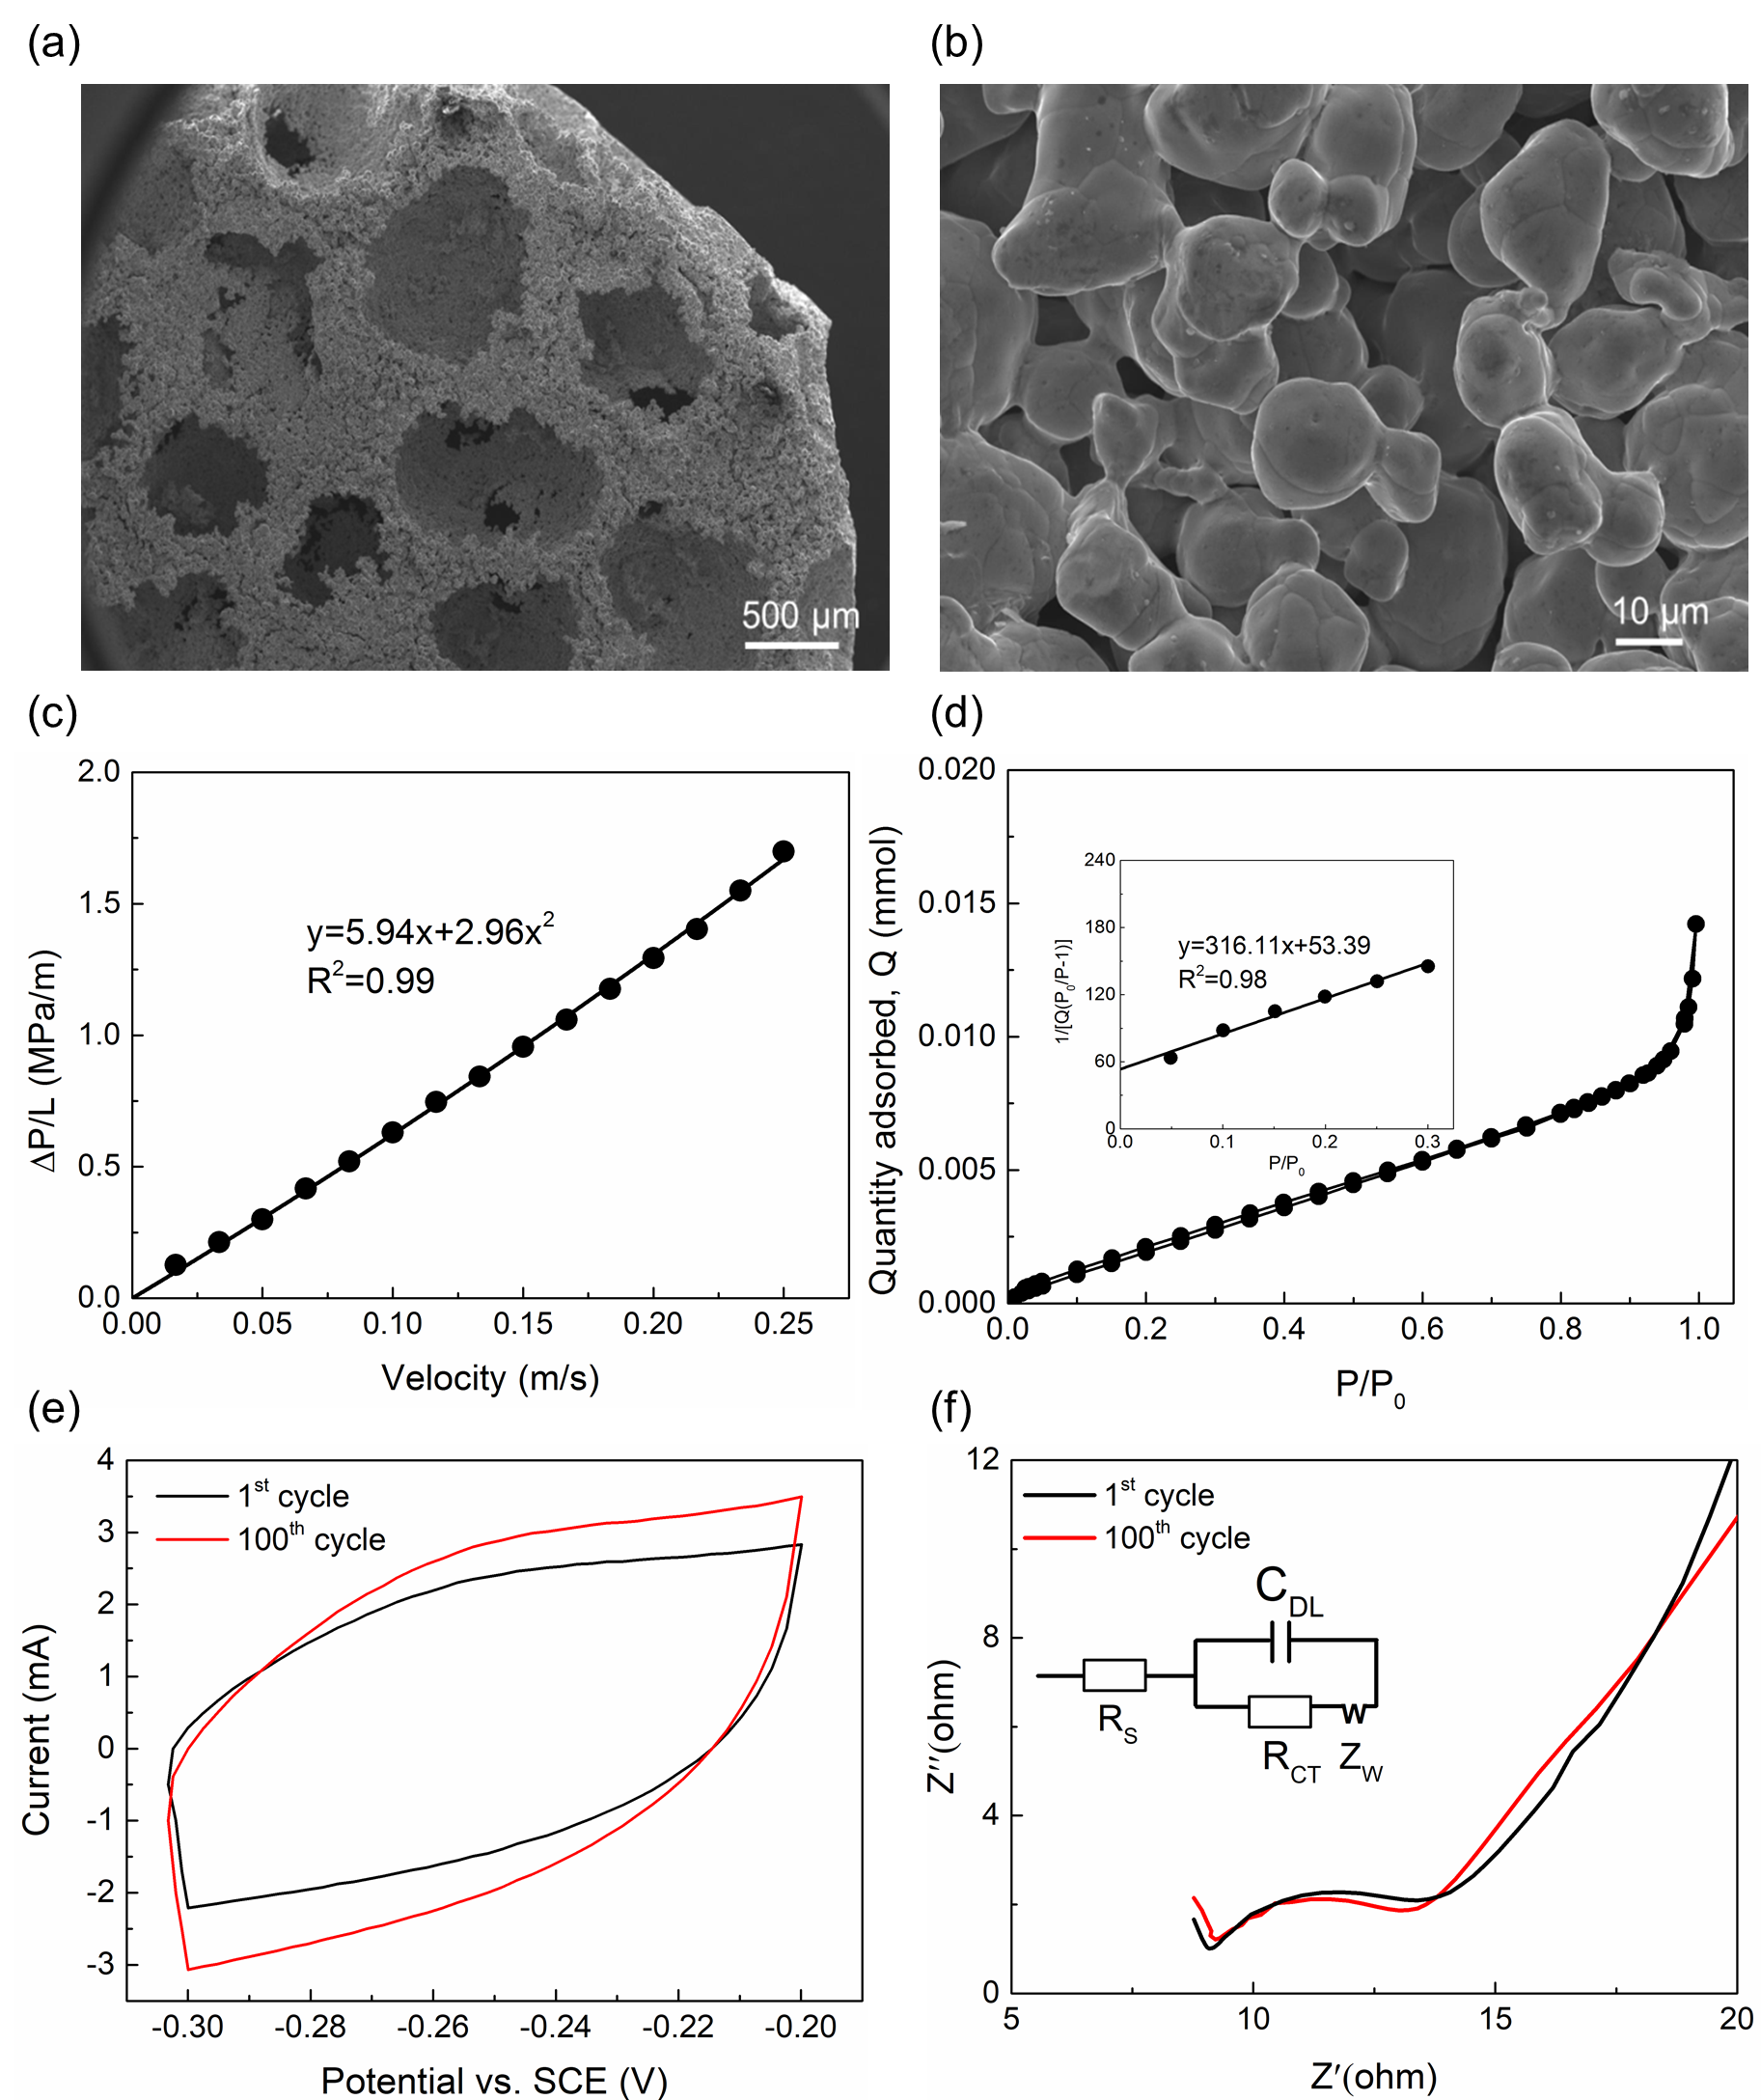 (a)
(b)
500 μm
10 μm
(c)
(d)
2.0
1.5
1.0
0.5
0.0
ΔP/L (MPa/m)
y=5.94x+2.96x²
R²=0.99
0.00 0.05 0.10 0.15 0.20 0.25
Velocity (m/s)
0.020
0.015
0.010
0.005
0.000
Quantity adsorbed, Q (mmol)
240
180
120
60
0
1/[Q(P₀/P-1)]
y=316.11x+53.39
R²=0.98
0.0 0.1 0.2 0.3
P/P₀
0.0 0.2 0.4 0.6 0.8 1.0
P/P₀
(e)
(f)
4
3
2
1
0
-1
-2
-3
Current (mA)
1st cycle
100th cycle
-0.30 -0.28 -0.26 -0.24 -0.22 -0.20
Potential vs. SCE (V)
12
8
4
0
Z′′(ohm)
1st cycle
100th cycle
C_DL
R_S
R_CT Z_W
W
5 10 15 20
Z′(ohm)